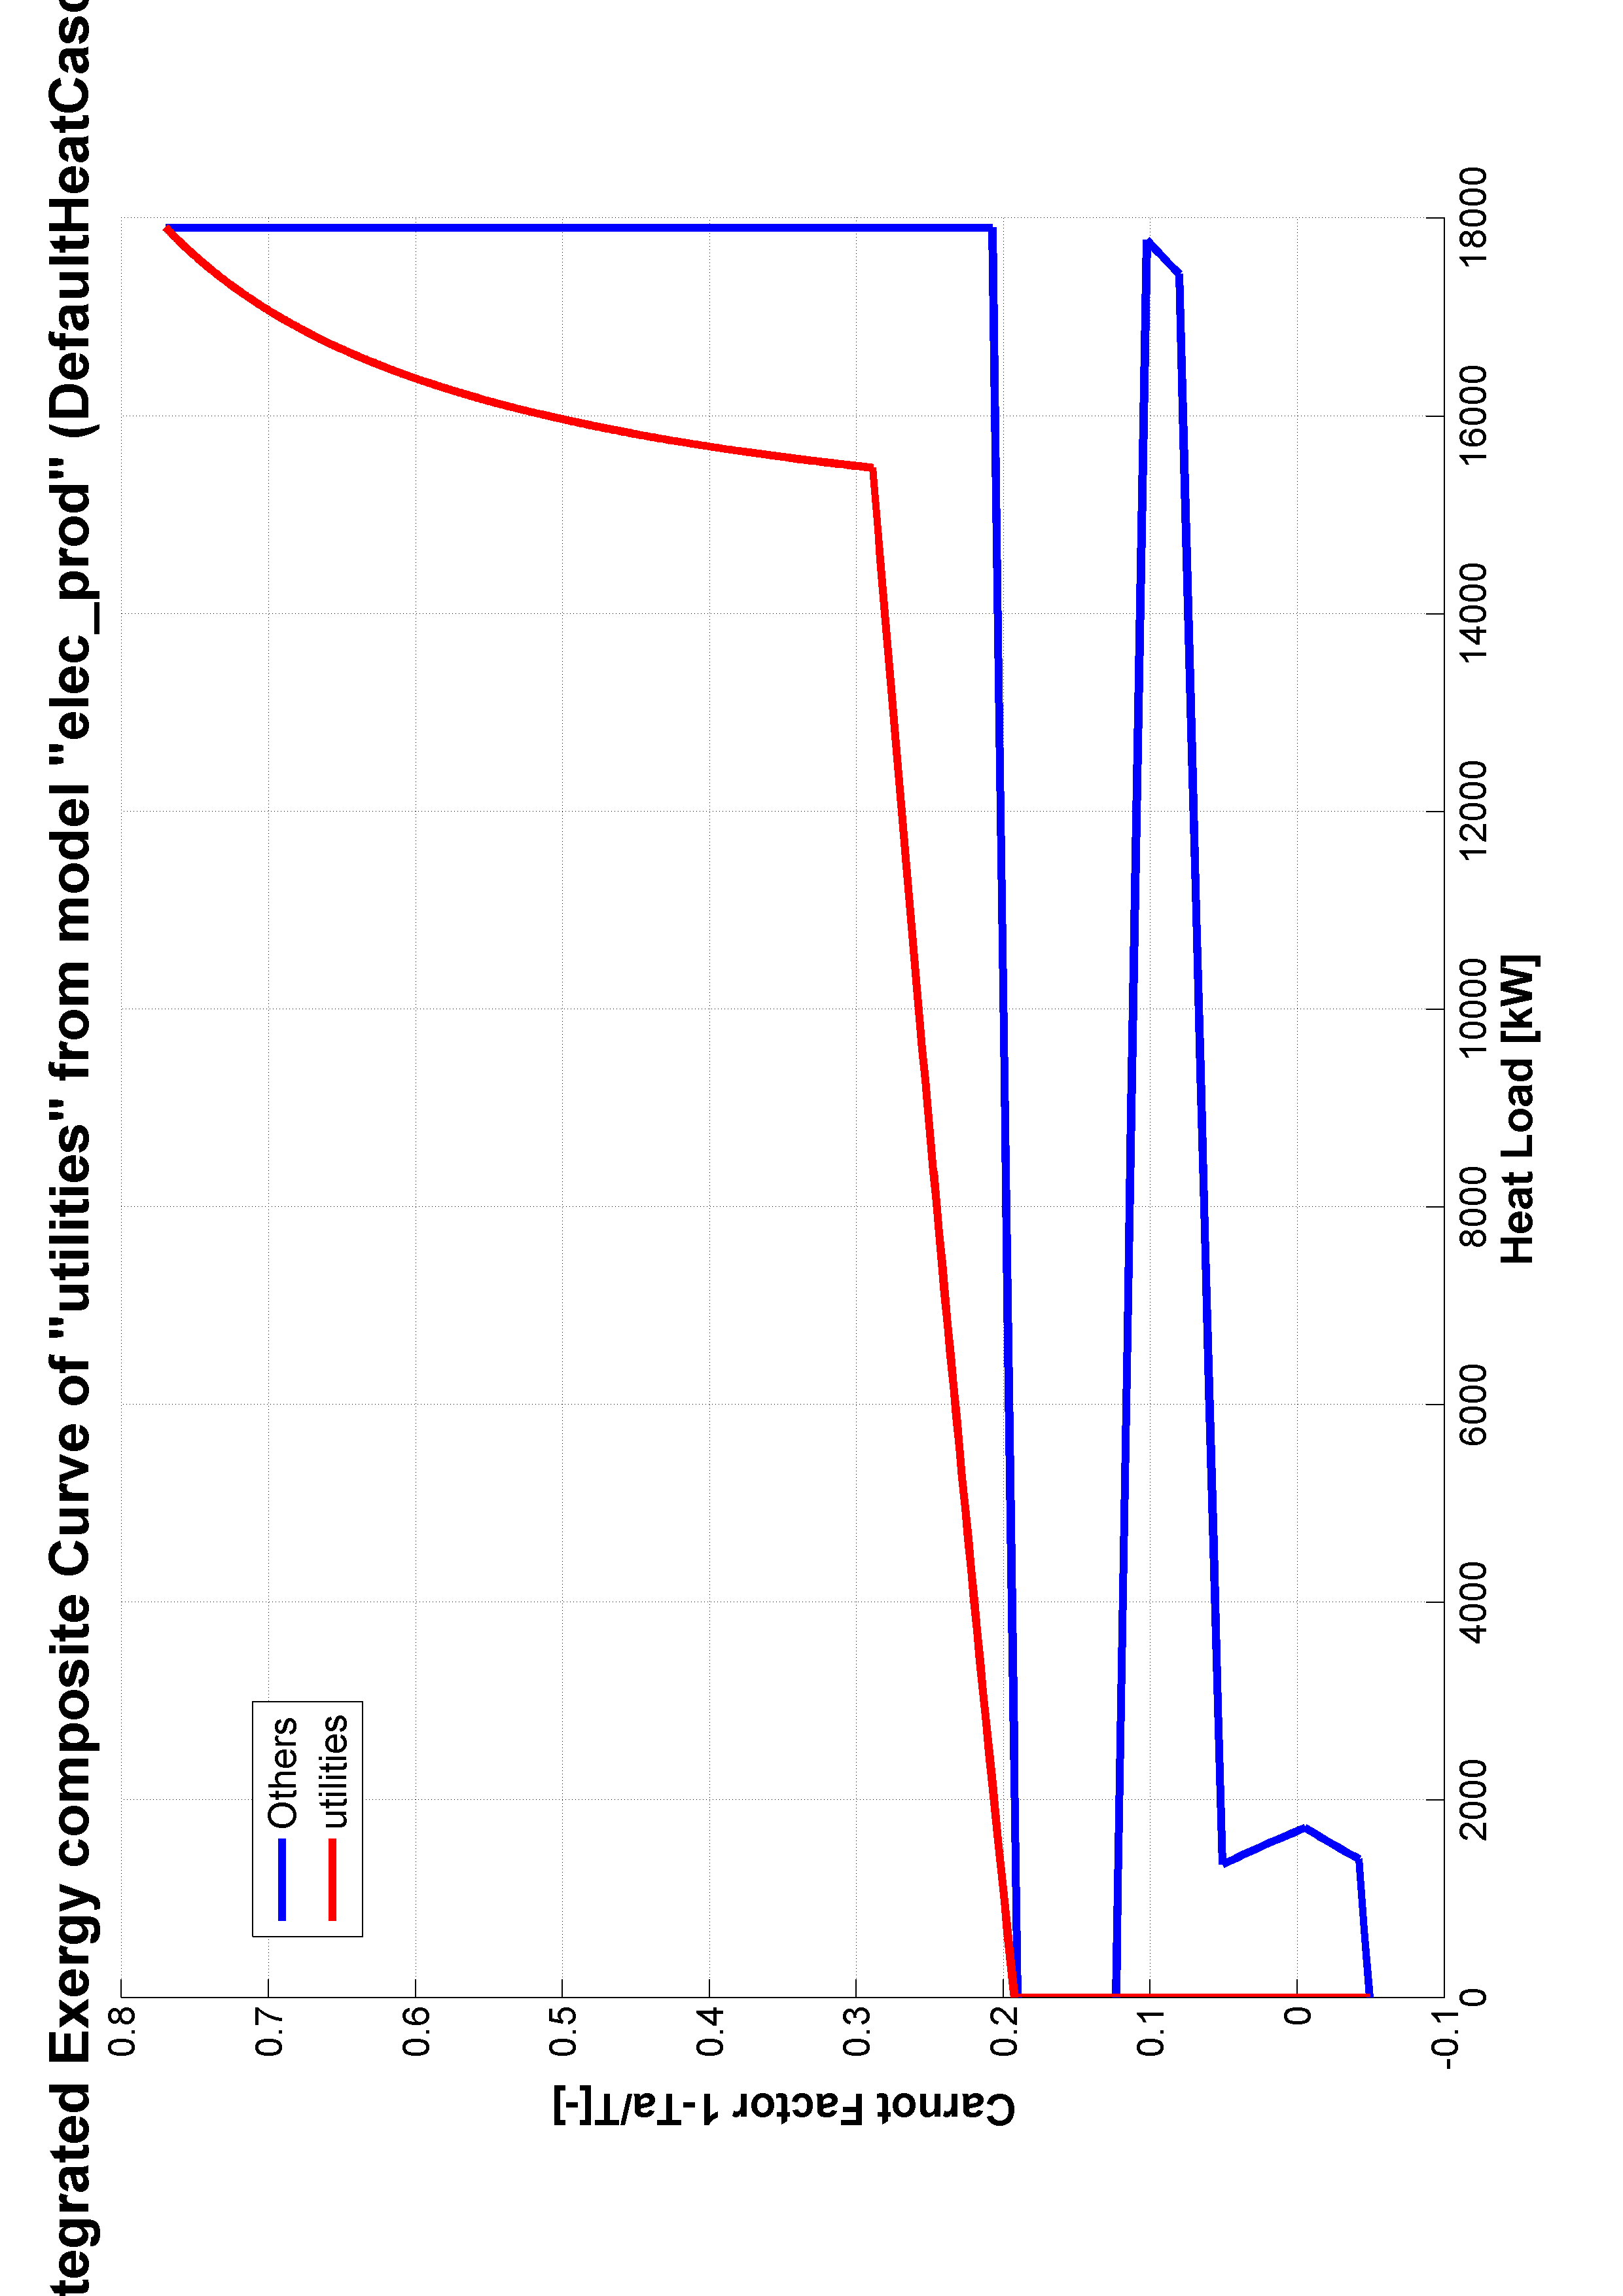 tegrated Exergy composite Curve of "utilities" from model "elec_prod" (DefaultHeatCasc
Others
utilities
0.8
0.7
0.6
0.5
0.4
0.3
0.2
0.1
0
-0.1
Carnot Factor 1-Ta/T[-]
0 2000 4000 6000 8000 10000 12000 14000 16000 18000
Heat Load [kW]